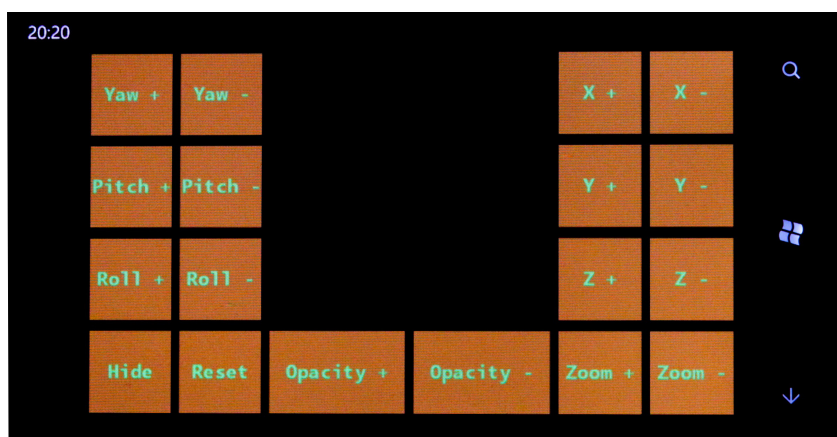 20:20
Yaw + Yaw - X + X -
Pitch + Pitch - Y + Y -
Roll + Roll - Z + Z -
Hide Reset Opacity + Opacity - Zoom + Zoom -